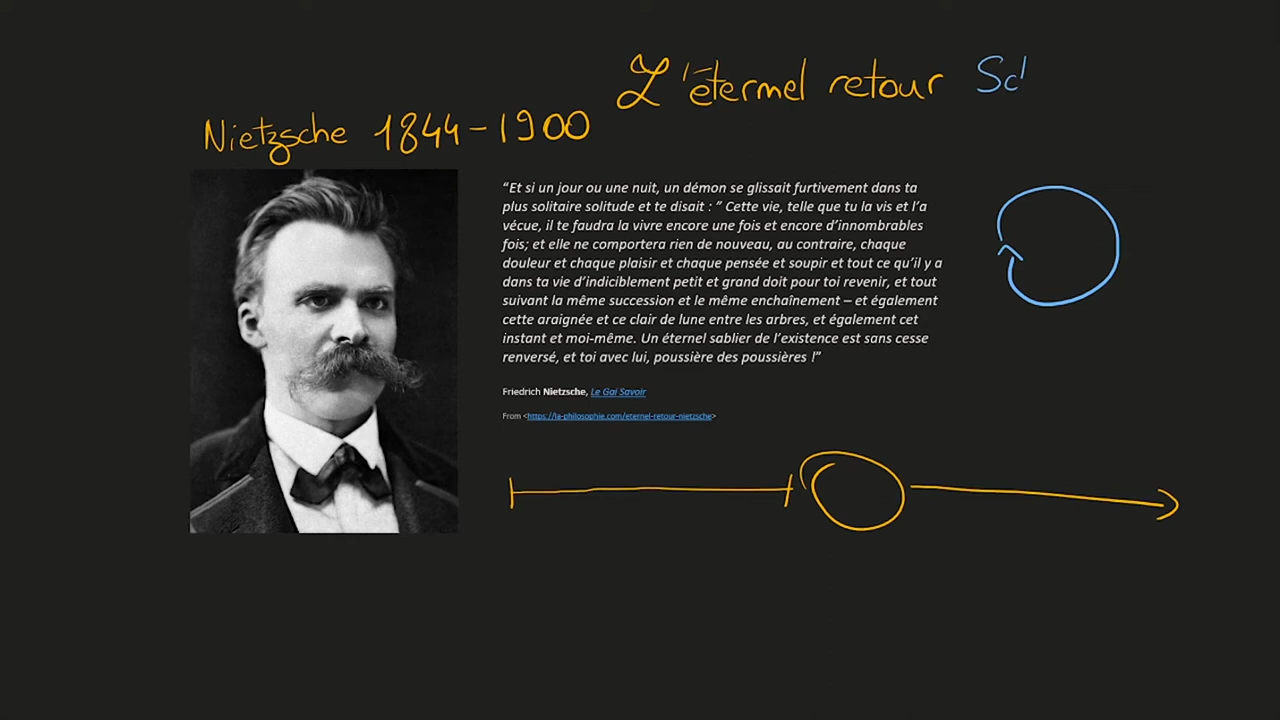 L'éternel retour
Nietzsche 1844-1900
“Et si un jour ou une nuit, un démon se glissait furtivement dans ta
plus solitaire solitude et te disait : ” Cette vie, telle que tu la vis et l’a
vécue, il te faudra la vivre encore une fois et encore d’innombrables
fois; et elle ne comportera rien de nouveau, au contraire, chaque
douleur et chaque plaisir et chaque pensée et soupir et tout ce qu’il y a
dans ta vie d’indiciblement petit et grand doit pour toi revenir, et tout
suivant la même succession et le même enchaînement – et également
cette araignée et ce clair de lune entre les arbres, et également cet
instant et moi-même. Un éternel sablier de l’existence est sans cesse
renversé, et toi avec lui, poussière des poussières !”
Friedrich Nietzsche, Le Gai Savoir
From <https://la-philosophie.com/eternel-retour-nietzsche>